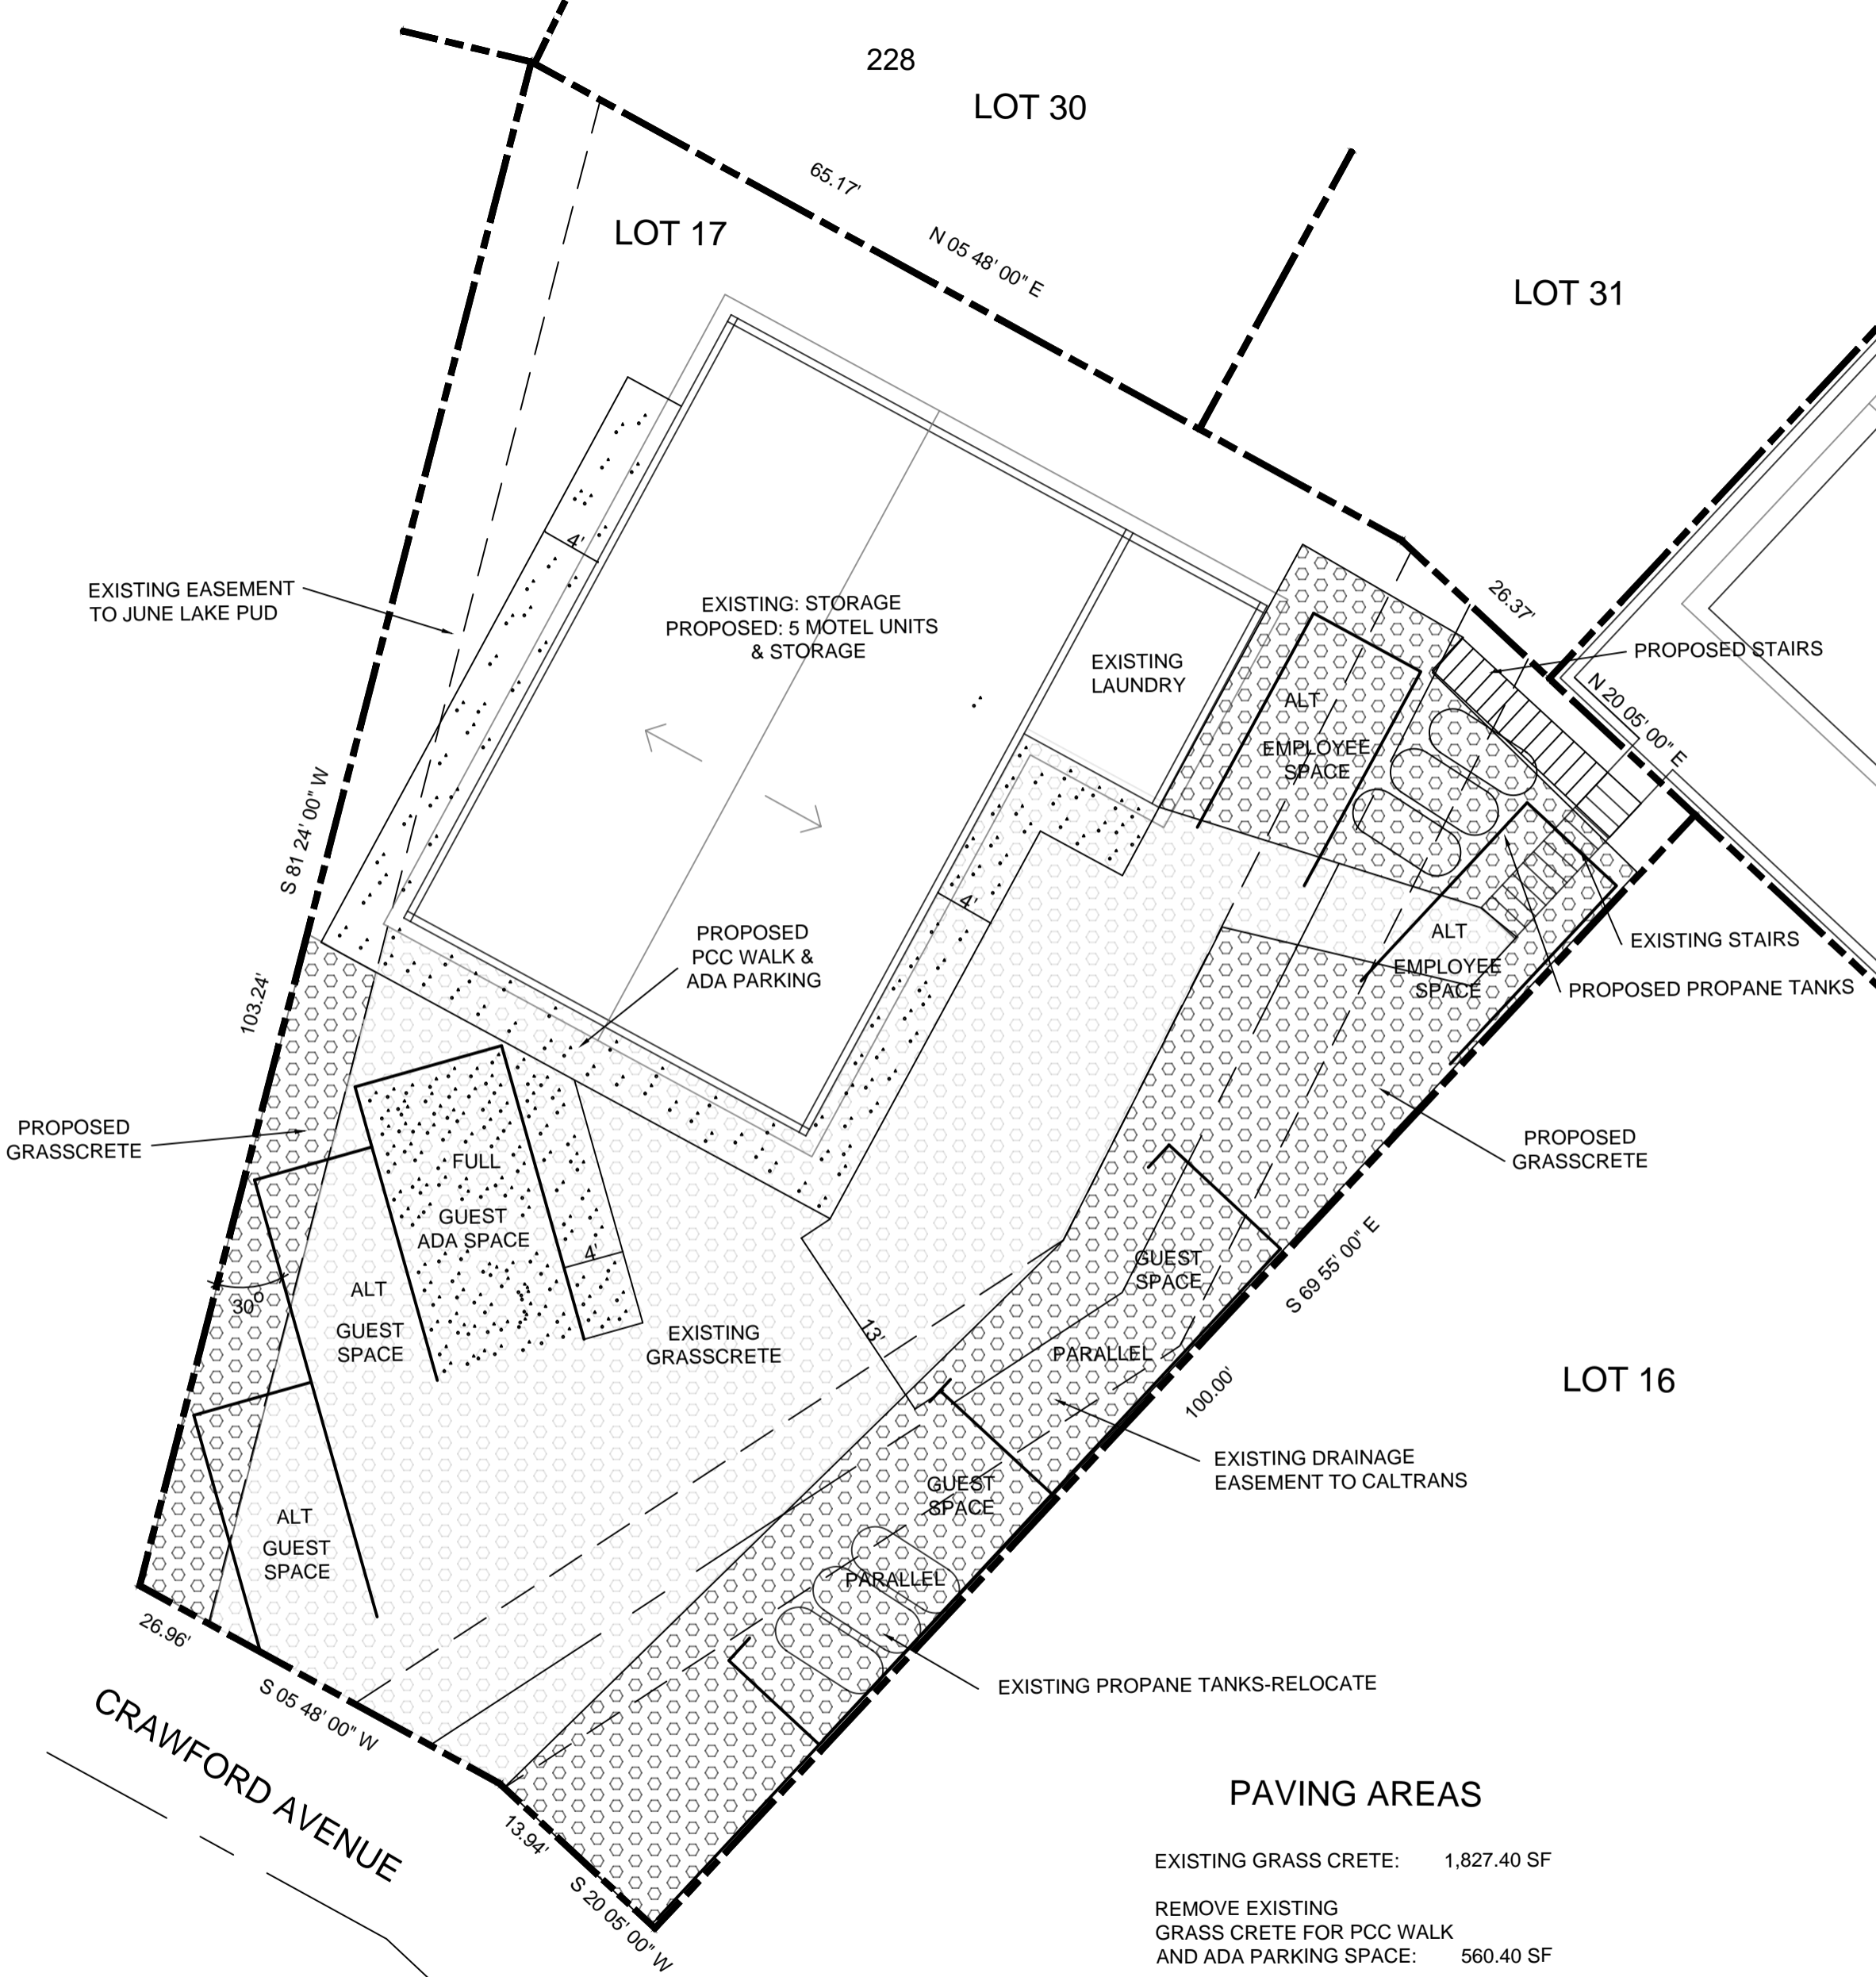 228
LOT 30
65.17'
LOT 17
N 05 48' 00" E
LOT 31
4'
EXISTING EASEMENT
TO JUNE LAKE PUD
EXISTING: STORAGE
PROPOSED: 5 MOTEL UNITS
& STORAGE
EXISTING
LAUNDRY
26.37'
PROPOSED STAIRS
N 20 05' 00" E
ALT
EMPLOYEE
SPACE
S 81 24' 00" W
103.24'
4'
PROPOSED
PCC WALK &
ADA PARKING
ALT
EMPLOYEE
SPACE
EXISTING STAIRS
PROPOSED PROPANE TANKS
PROPOSED
GRASSCRETE
FULL
GUEST
ADA SPACE
4'
PROPOSED
GRASSCRETE
30°
ALT
GUEST
SPACE
EXISTING
GRASSCRETE
13'
GUEST
SPACE
PARALLEL
S 69 55' 00" E
100.00'
LOT 16
EXISTING DRAINAGE
EASEMENT TO CALTRANS
GUEST
SPACE
PARALLEL
ALT
GUEST
SPACE
26.96'
S 05 48' 00" W
EXISTING PROPANE TANKS-RELOCATE
CRAWFORD AVENUE
13.94'
S 20 05' 00" W
PAVING AREAS
EXISTING GRASS CRETE: 1,827.40 SF
REMOVE EXISTING
GRASS CRETE FOR PCC WALK
AND ADA PARKING SPACE: 560.40 SF